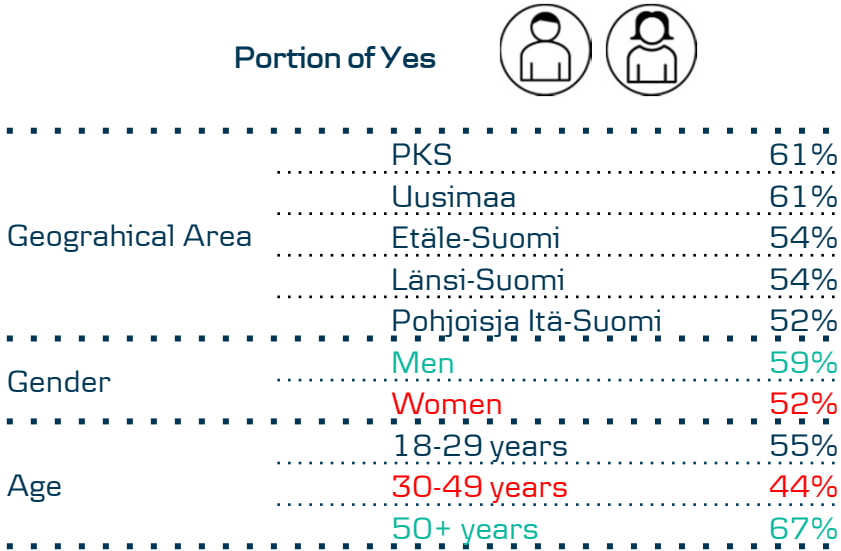 Portion of Yes
PKS 61%
Uusimaa 61%
Geograhical Area
Etäle-Suomi 54%
Länsi-Suomi 54%
Pohjoisja Itä-Suomi 52%
Men 59%
Gender
Women 52%
18-29 years 55%
Age
30-49 years 44%
50+ years 67%